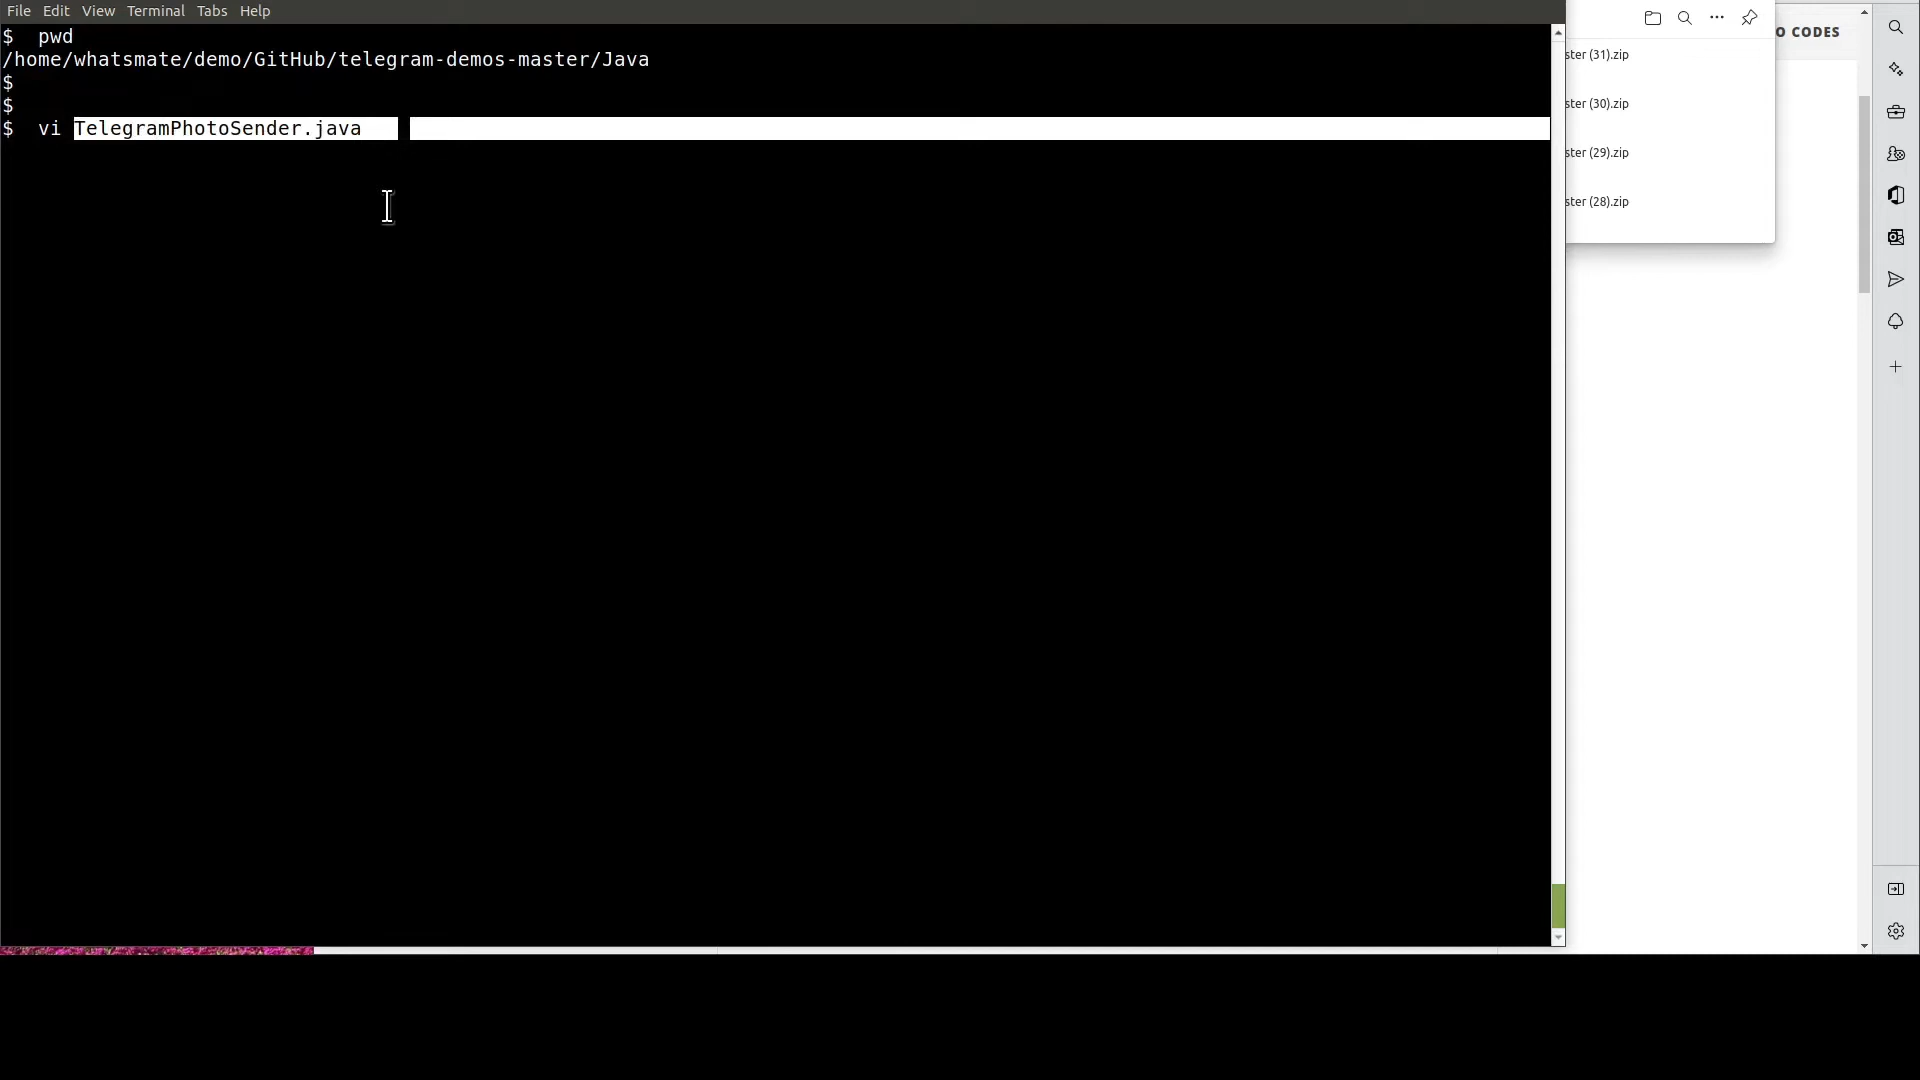 File Edit View Terminal Tabs Help
$ pwd
/home/whatsmate/demo/GitHub/telegram-demos-master/Java
$
$
$ vi TelegramPhotoSender.java
O CODES
ster (31).zip
ster (30).zip
ster (29).zip
ster (28).zip